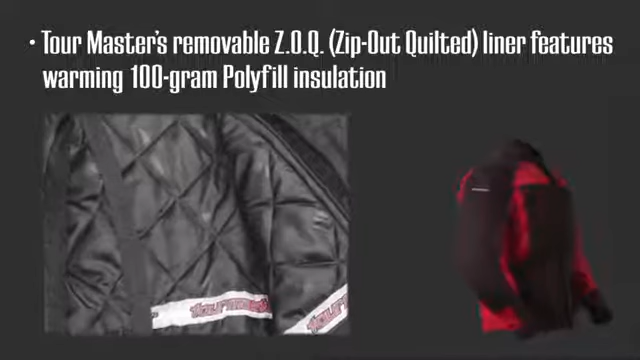 • Tour Master's removable Z.O.Q. (Zip-Out Quilted) liner features
warming 100-gram Polyfill insulation